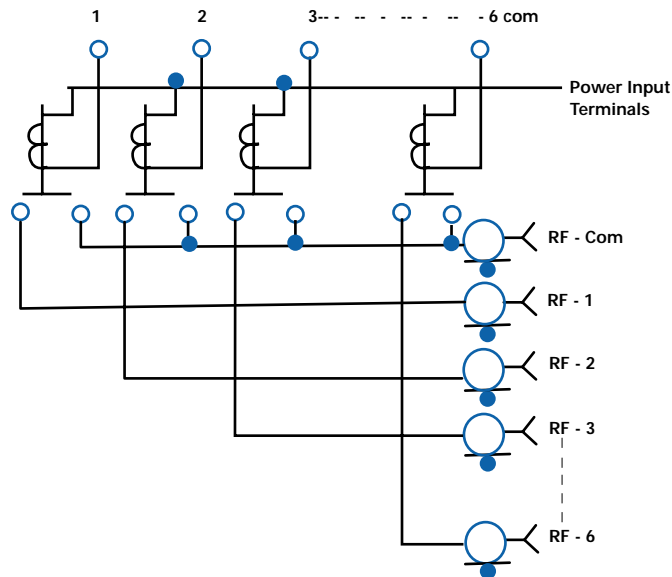 1 2 3-- - -- - -- - -- - 6 com
Power Input
Terminals
RF - Com
RF - 1
RF - 2
RF - 3
RF - 6